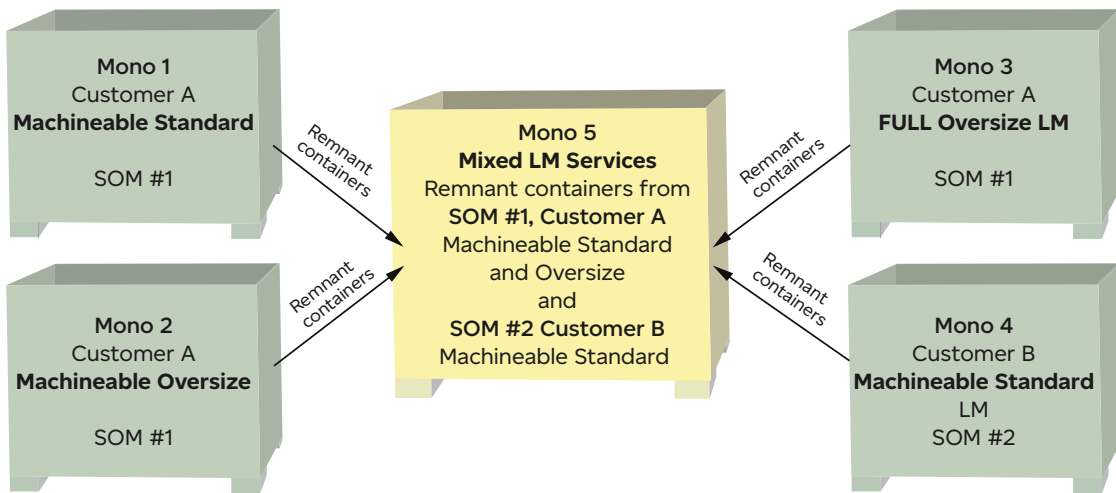 Mono 1
Customer A
Machineable Standard
SOM #1
Remnant
containers
Mono 2
Customer A
Machineable Oversize
SOM #1
Remnant
containers
Mono 5
Mixed LM Services
Remnant containers from
SOM #1, Customer A
Machineable Standard
and Oversize
and
SOM #2 Customer B
Machineable Standard
Remnant
containers
Mono 3
Customer A
FULL Oversize LM
SOM #1
Remnant
containers
Mono 4
Customer B
Machineable Standard
LM
SOM #2